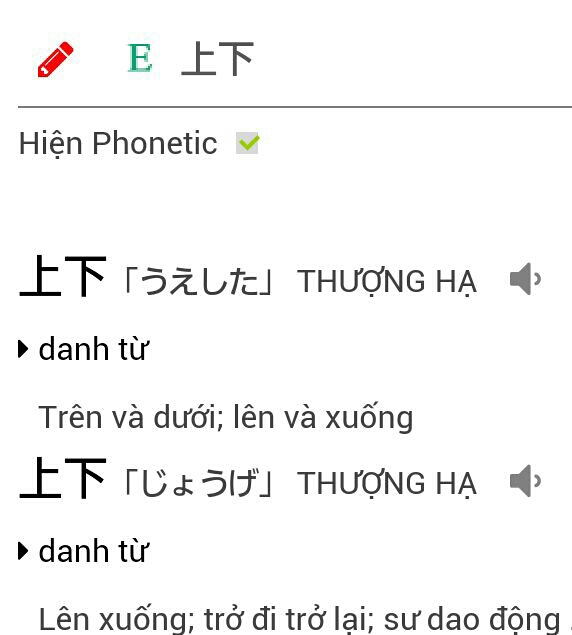 E 上下
Hiện Phonetic
上下「うえした」 THƯỢNG HẠ
danh từ
Trên và dưới; lên và xuống
上下「じょうげ」 THƯỢNG HẠ
danh từ
Lên xuống; trở đi trở lại; sự dao động .